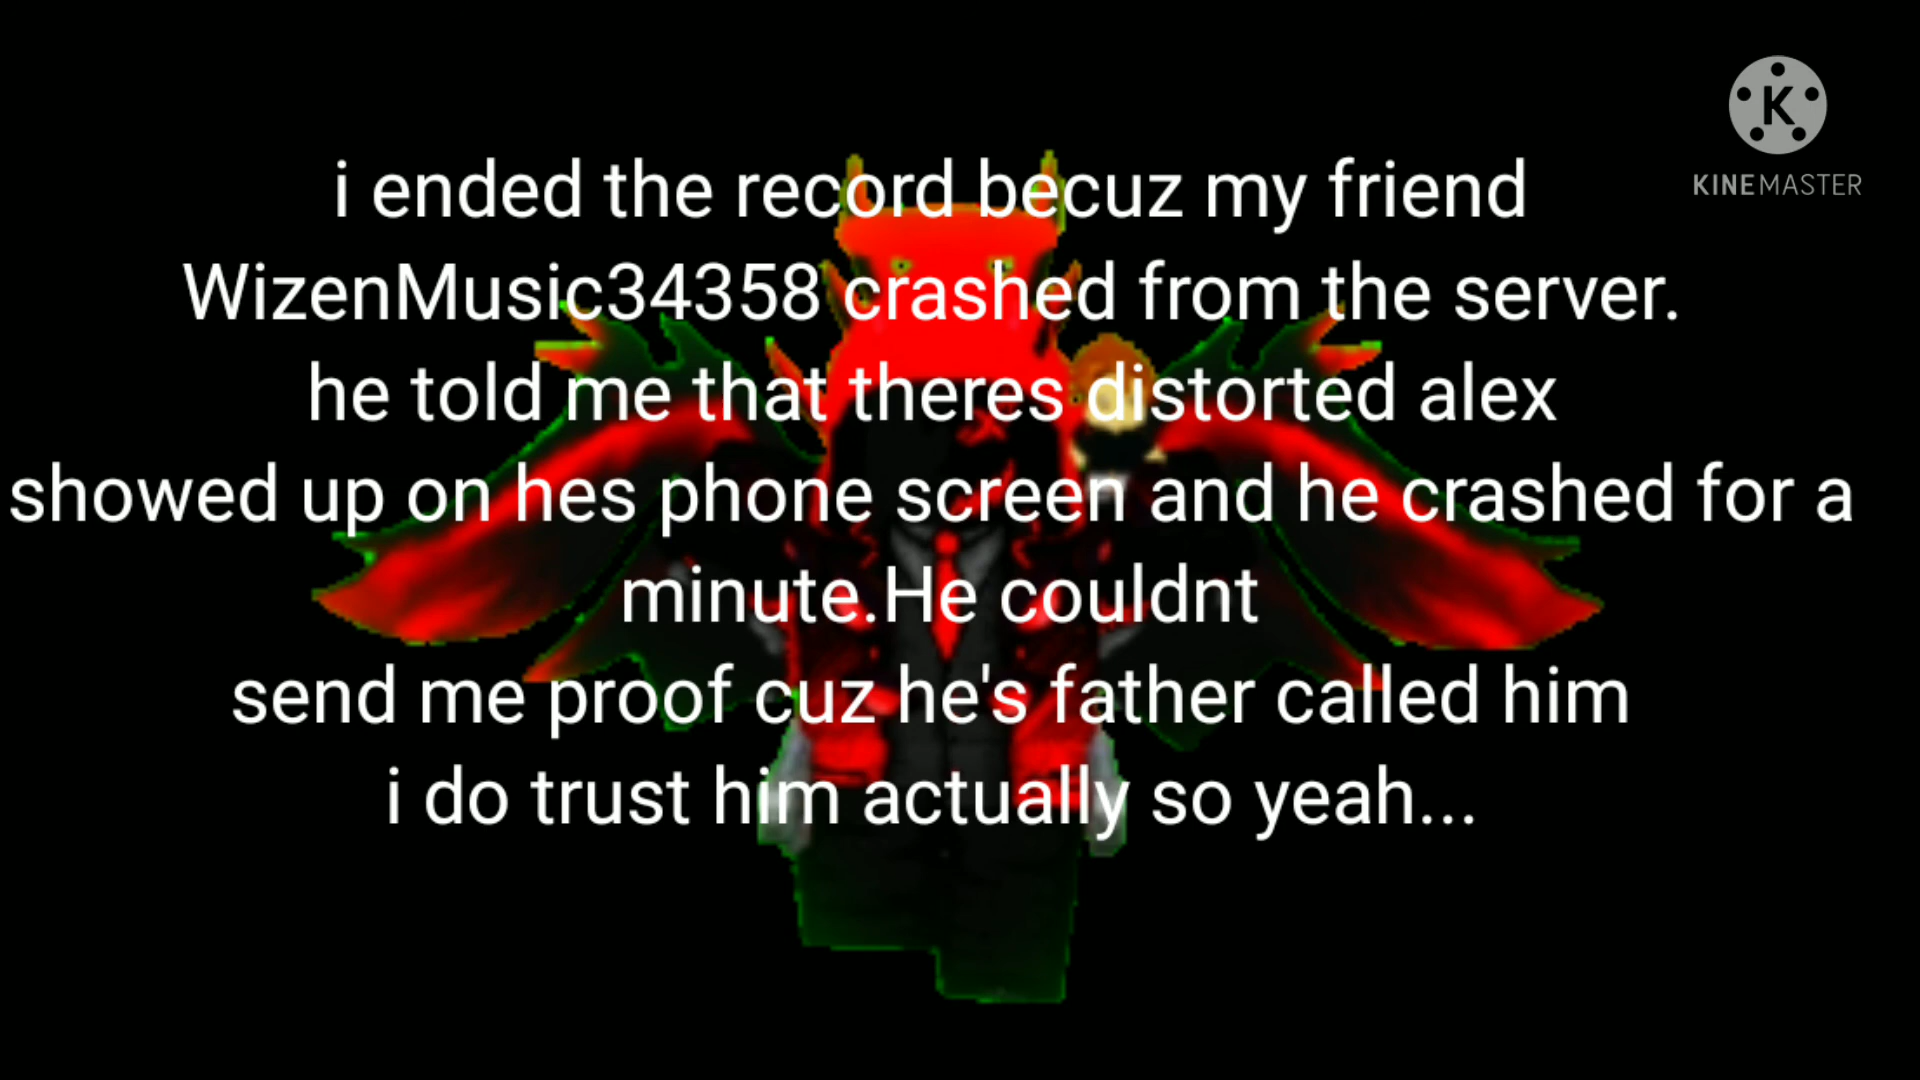 K
KINEMASTER
i ended the record becuz my friend
WizenMusic34358 crashed from the server.
he told me that theres distorted alex
showed up on hes phone screen and he crashed for a
minute.He couldnt
send me proof cuz he's father called him
i do trust him actually so yeah...